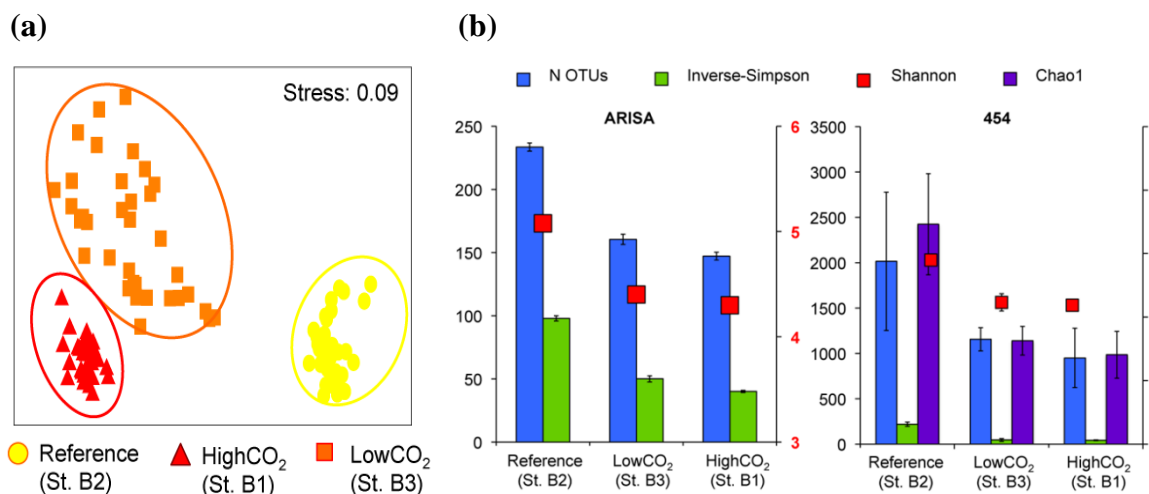 (a)
Stress: 0.09
Reference
(St. B2)
HighCO₂
(St. B1)
LowCO₂
(St. B3)
(b)
N OTUs
Inverse-Simpson
Shannon
Chao1
ARISA
250
200
150
100
50
0
6
5
4
3
Reference
(St. B2)
LowCO₂
(St. B3)
HighCO₂
(St. B1)
454
3500
3000
2500
2000
1500
1000
500
0
Reference
(St. B2)
LowCO₂
(St. B3)
HighCO₂
(St. B1)